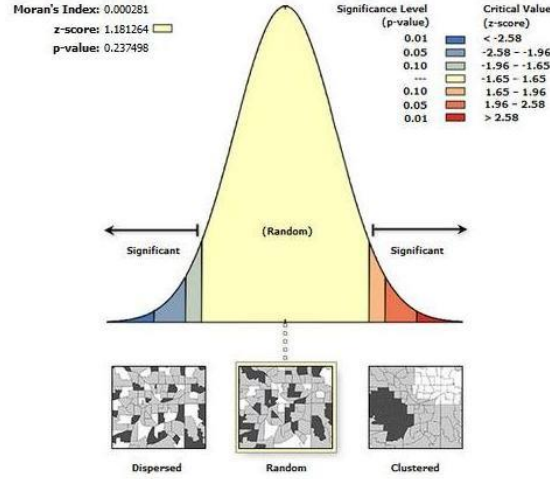 Moran's Index: 0.000281
z-score: 1.181264
p-value: 0.237498
Significance Level
(p-value)
Critical Value
(z-score)
0.01 < -2.58
0.05 -2.58 – -1.96
0.10 -1.96 – -1.65
--- -1.65 – 1.65
0.10 1.65 – 1.96
0.05 1.96 – 2.58
0.01 > 2.58
(Random)
Significant
Significant
Dispersed
Random
Clustered